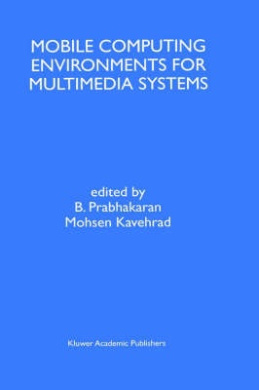 MOBILE COMPUTING
ENVIRONMENTS FOR
MULTIMEDIA SYSTEMS
edited by
B. Prabhakaran
Mohsen Kavehrad
Kluwer Academic Publishers